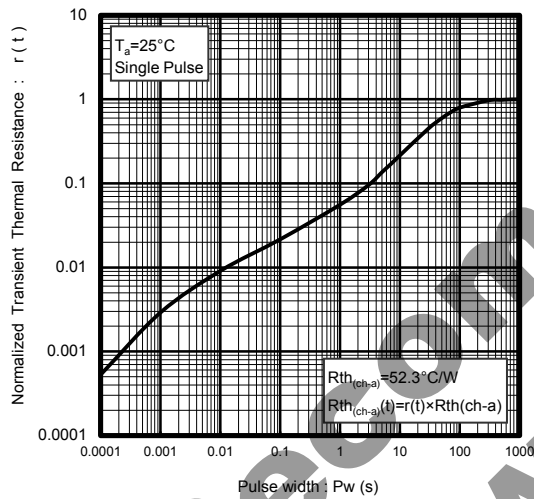 Normalized Transient Thermal Resistance : r ( t )
10
1
0.1
0.01
0.001
0.0001
Ta=25°C
Single Pulse
Rth(ch-a)=52.3°C/W
Rth(ch-a)(t)=r(t)×Rth(ch-a)
0.0001 0.001 0.01 0.1 1 10 100 1000
Pulse width : Pw (s)